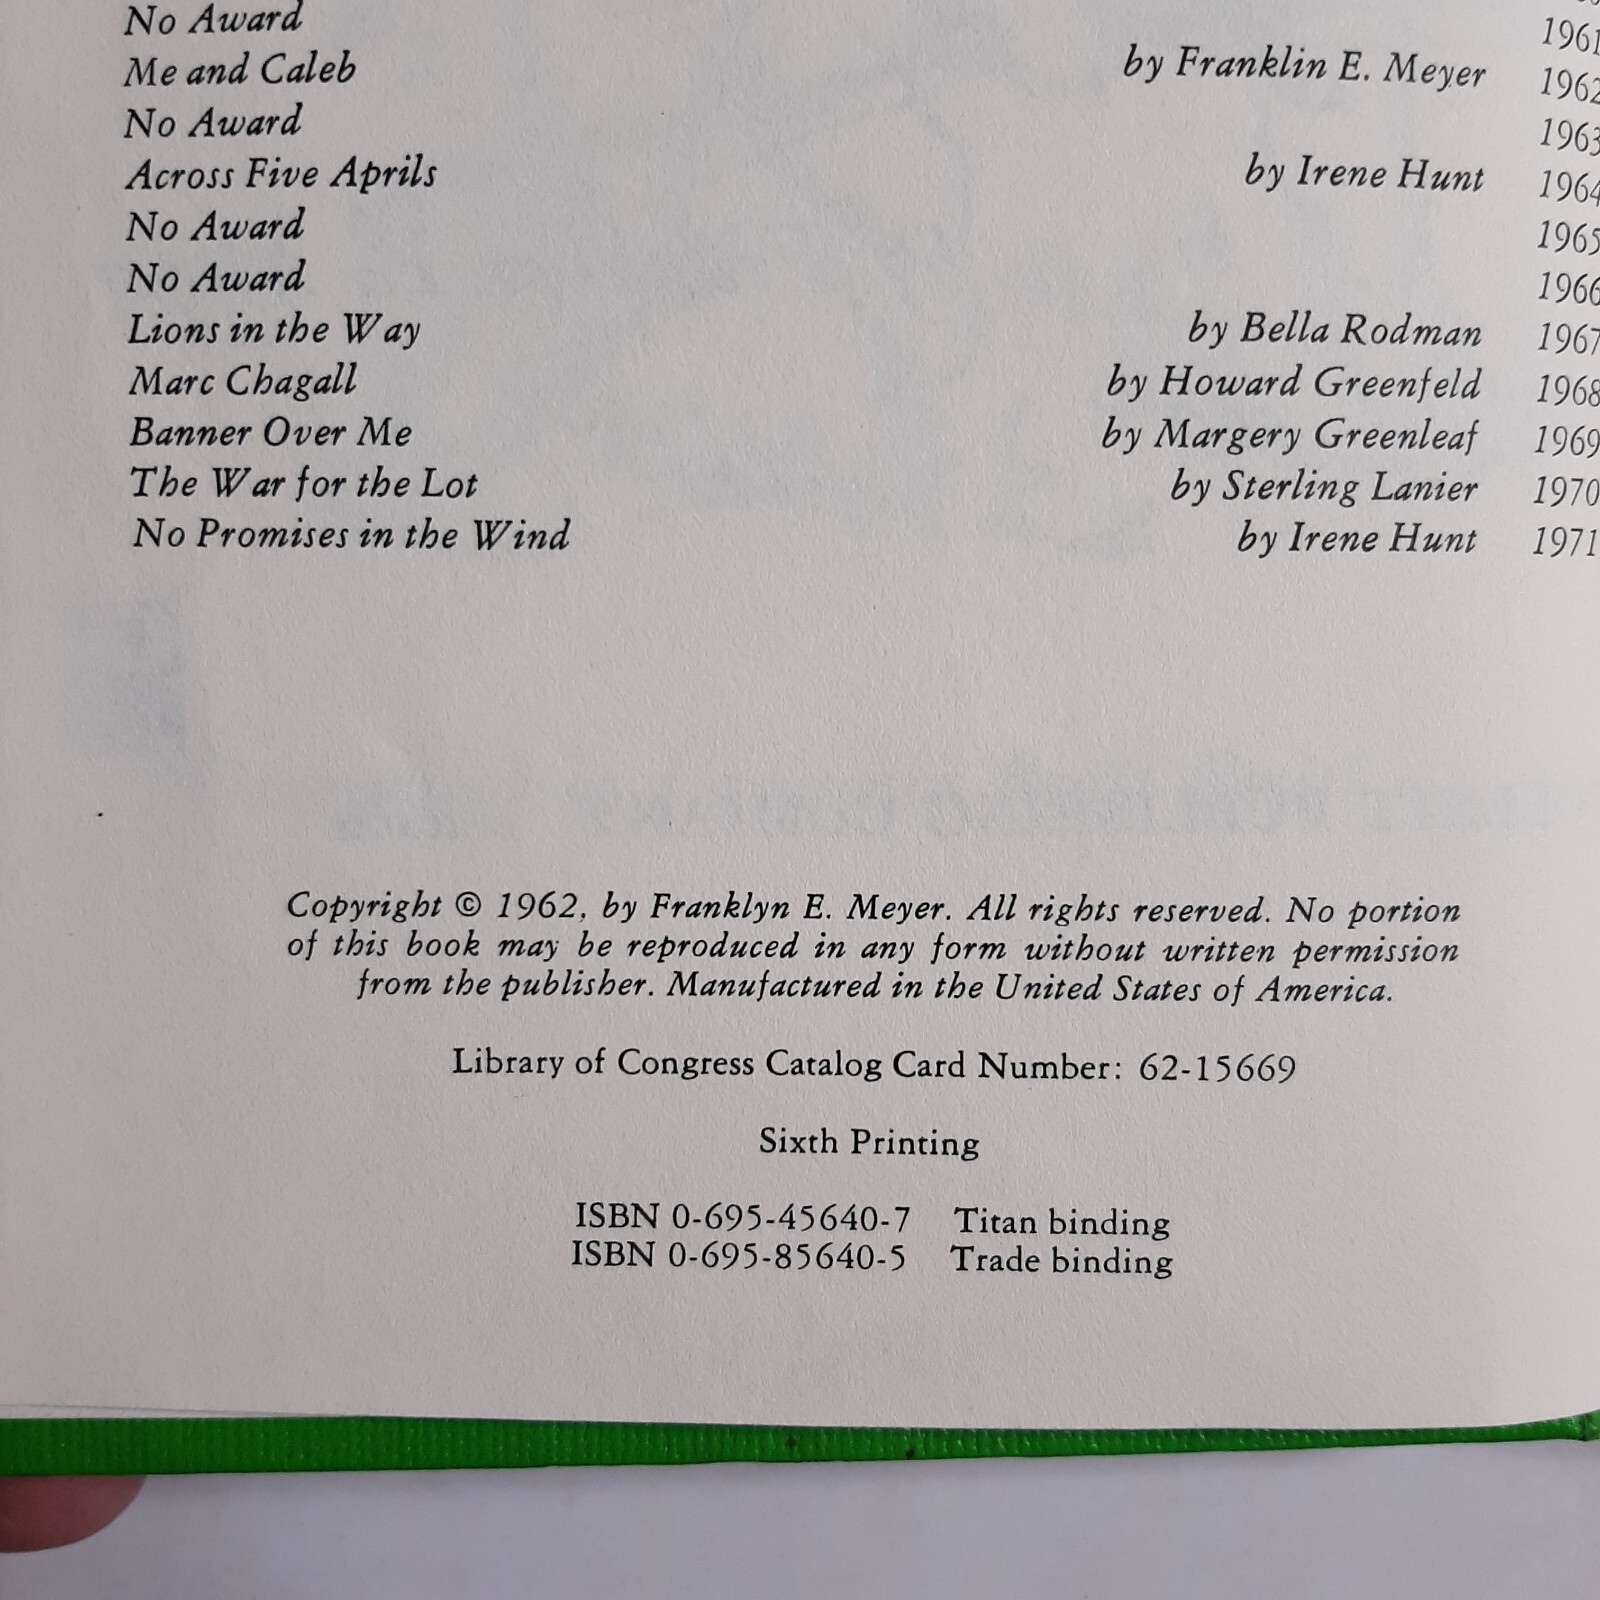 No Award 1961
Me and Caleb by Franklin E. Meyer 1962
No Award 1963
Across Five Aprils by Irene Hunt 1964
No Award 1965
No Award 1966
Lions in the Way by Bella Rodman 1967
Marc Chagall by Howard Greenfeld 1968
Banner Over Me by Margery Greenleaf 1969
The War for the Lot by Sterling Lanier 1970
No Promises in the Wind by Irene Hunt 1971
Copyright © 1962, by Franklyn E. Meyer. All rights reserved. No portion
of this book may be reproduced in any form without written permission
from the publisher. Manufactured in the United States of America.
Library of Congress Catalog Card Number: 62-15669
Sixth Printing
ISBN 0-695-45640-7 Titan binding
ISBN 0-695-85640-5 Trade binding